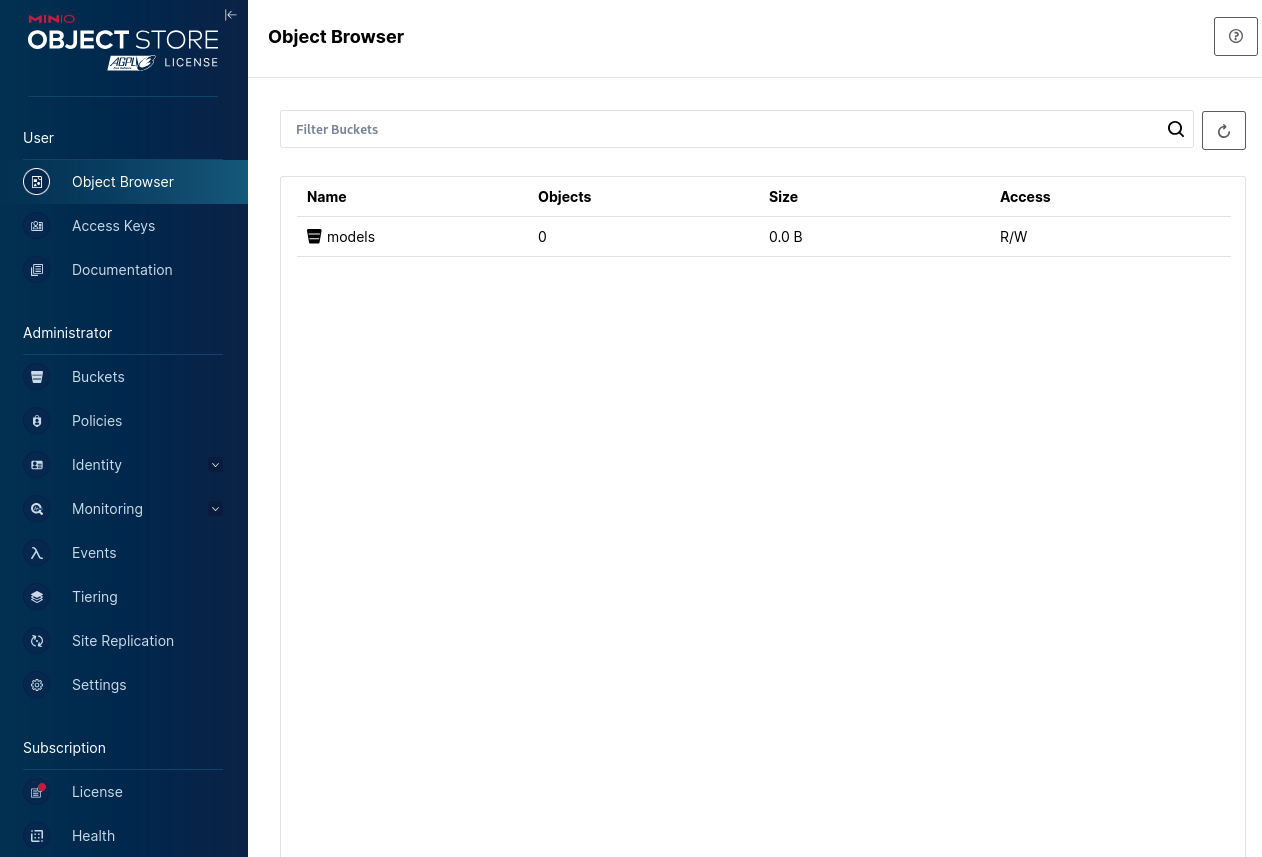 MINIO
OBJECT STORE
AGPL LICENSE
User
Object Browser
Access Keys
Documentation
Administrator
Buckets
Policies
Identity
Monitoring
Events
Tiering
Site Replication
Settings
Subscription
License
Health
Object Browser
Filter Buckets
Name Objects Size Access
models 0 0.0 B R/W